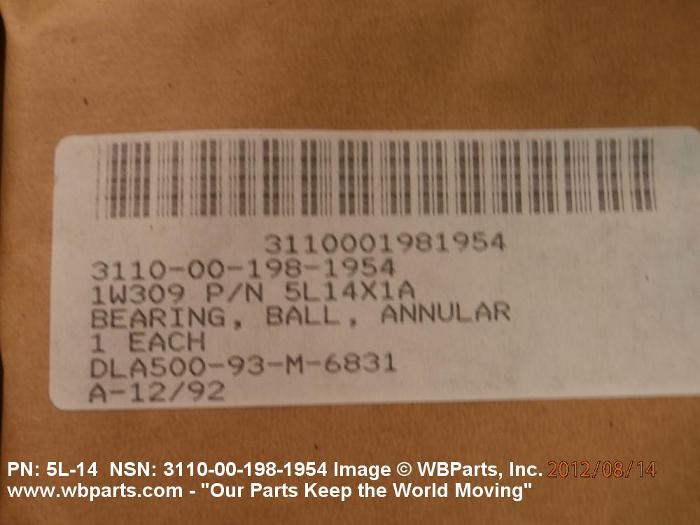 3110001981954
3110-00-198-1954
1W309 P/N 5L14X1A
BEARING, BALL, ANNULAR
1 EACH
DLA500-93-M-6831
A-12/92
PN: 5L-14 NSN: 3110-00-198-1954 Image © WBParts, Inc. 2012/08/14
www.wbparts.com - "Our Parts Keep the World Moving"